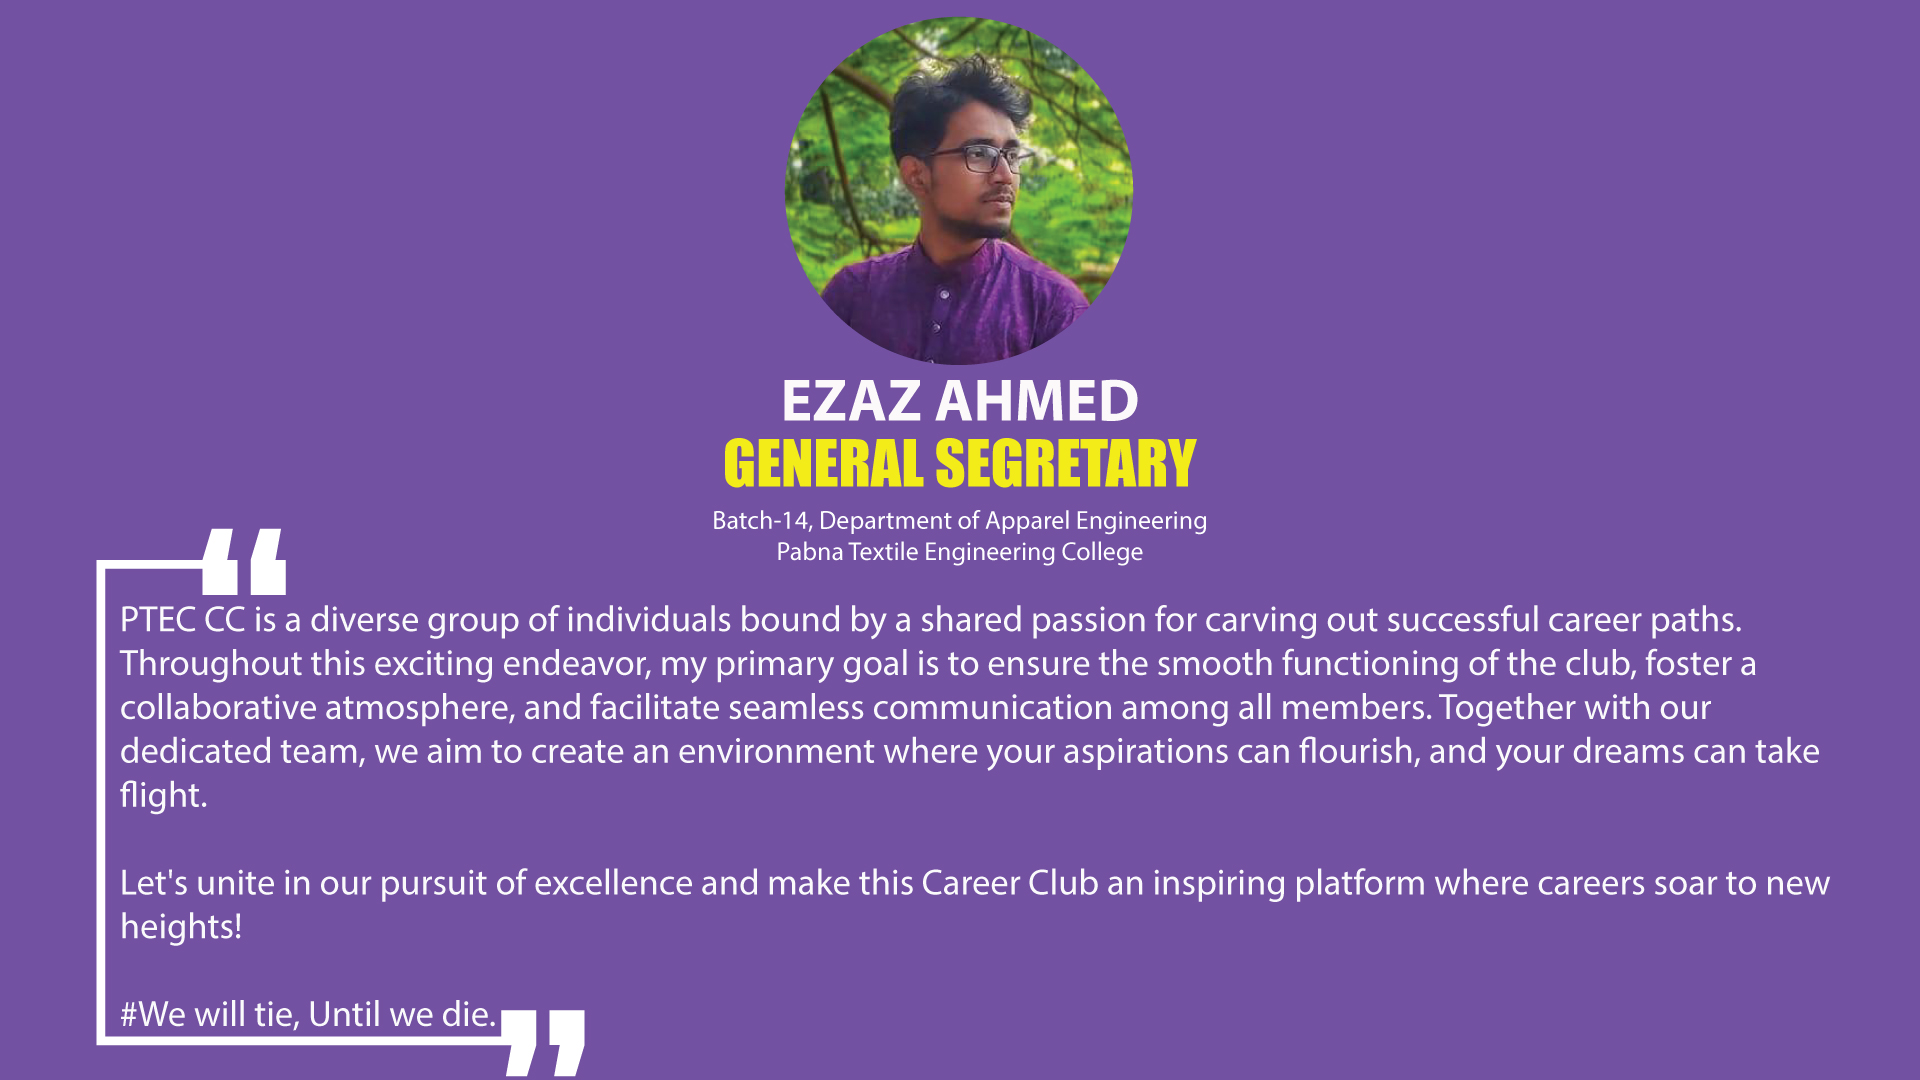 EZAZ AHMED
GENERAL SEGRETARY
Batch-14, Department of Apparel Engineering
Pabna Textile Engineering College
“
PTEC CC is a diverse group of individuals bound by a shared passion for carving out successful career paths.
Throughout this exciting endeavor, my primary goal is to ensure the smooth functioning of the club, foster a
collaborative atmosphere, and facilitate seamless communication among all members. Together with our
dedicated team, we aim to create an environment where your aspirations can flourish, and your dreams can take
flight.
Let's unite in our pursuit of excellence and make this Career Club an inspiring platform where careers soar to new
heights!
#We will tie, Until we die.
”